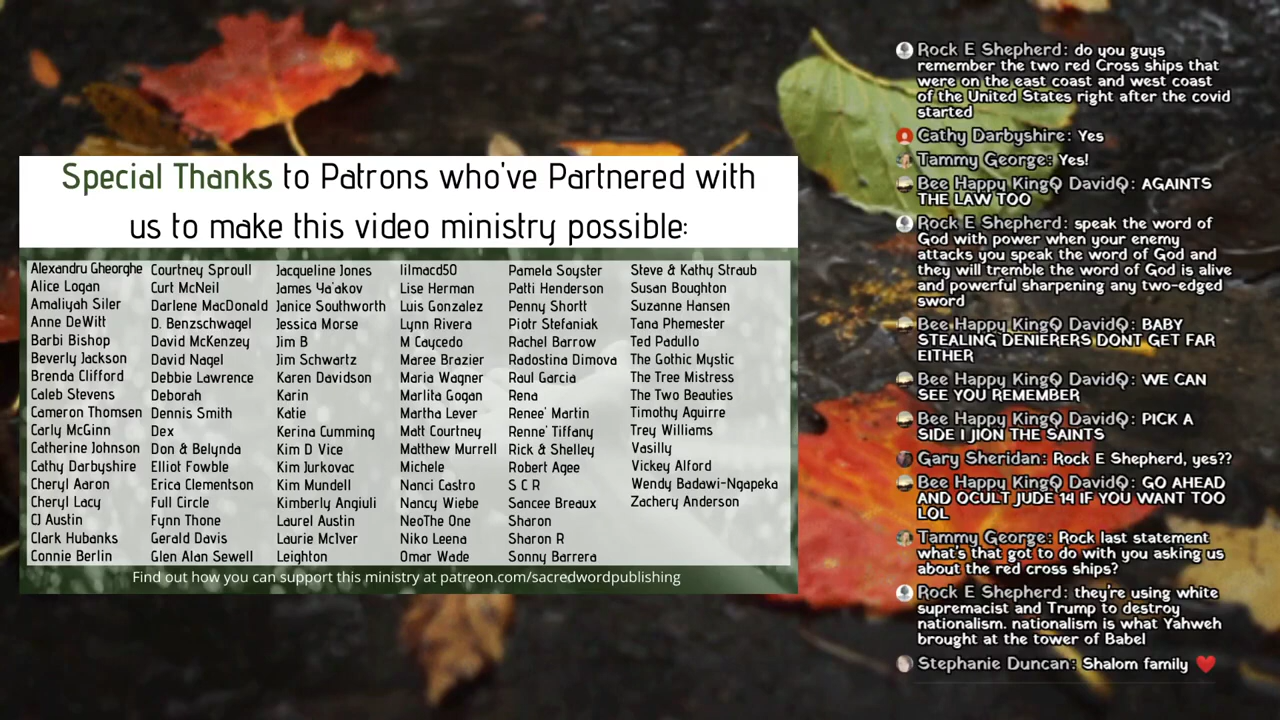 Special Thanks to Patrons who've Partnered with
us to make this video ministry possible:
Alexandru Gheorghe
Alice Logan
Amaliyah Siler
Anne DeWitt
Barbi Bishop
Beverly Jackson
Brenda Clifford
Caleb Stevens
Cameron Thomsen
Carly McGinn
Catherine Johnson
Cathy Darbyshire
Cheryl Aaron
Cheryl Lacy
CJ Austin
Clark Hubanks
Connie Berlin
Courtney Sproull
Curt McNeil
Darlene MacDonald
D. Benzschwagel
David McKenzey
David Nagel
Debbie Lawrence
Deborah
Dennis Smith
Dex
Don & Belynda
Elliot Fowble
Erica Clementson
Full Circle
Fynn Thone
Gerald Davis
Glen Alan Sewell
Jacqueline Jones
James Ya'akov
Janice Southworth
Jessica Morse
Jim B
Jim Schwartz
Karen Davidson
Karin
Katie
Kerina Cumming
Kim D Vice
Kim Jurkovac
Kim Mundell
Kimberly Angiuli
Laurel Austin
Laurie McIver
Leighton
lilmacd50
Lise Herman
Luis Gonzalez
Lynn Rivera
M Caycedo
Maree Brazier
Maria Wagner
Marlita Gogan
Martha Lever
Matt Courtney
Matthew Murrell
Michele
Nanci Castro
Nancy Wiebe
NeoThe One
Niko Leena
Omar Wade
Pamela Soyster
Patti Henderson
Penny Shortt
Piotr Stefaniak
Rachel Barrow
Radostina Dimova
Raul Garcia
Rena
Renee' Martin
Renne' Tiffany
Rick & Shelley
Robert Agee
S C R
Sancee Breaux
Sharon
Sharon R
Sonny Barrera
Steve & Kathy Straub
Susan Boughton
Suzanne Hansen
Tana Phemester
Ted Padullo
The Gothic Mystic
The Tree Mistress
The Two Beauties
Timothy Aguirre
Trey Williams
Vasilly
Vickey Alford
Wendy Badawi-Ngapeka
Zachery Anderson
Find out how you can support this ministry at patreon.com/sacredwordpublishing
Rock E Shepherd: do you guys
remember the two red Cross ships that
were on the east coast and west coast
of the United States right after the covid
started
Cathy Darbyshire: Yes
Tammy George: Yes!
Bee Happy KingQ DavidQ: AGAINTS
THE LAW TOO
Rock E Shepherd: speak the word of
God with power when your enemy
attacks you speak the word of God and
they will tremble the word of God is alive
and powerful sharpening any two-edged
sword
Bee Happy KingQ DavidQ: BABY
STEALING DENIERERS DONT GET FAR
EITHER
Bee Happy KingQ DavidQ: WE CAN
SEE YOU REMEMBER
Bee Happy KingQ DavidQ: PICK A
SIDE I JION THE SAINTS
Gary Sheridan: Rock E Shepherd, yes??
Bee Happy KingQ DavidQ: GO AHEAD
AND OCULT JUDE 14 IF YOU WANT TOO
LOL
Tammy George: Rock last statement
what's that got to do with you asking us
about the red cross ships?
Rock E Shepherd: they're using white
supremacist and Trump to destroy
nationalism. nationalism is what Yahweh
brought at the tower of Babel
Stephanie Duncan: Shalom family ❤️